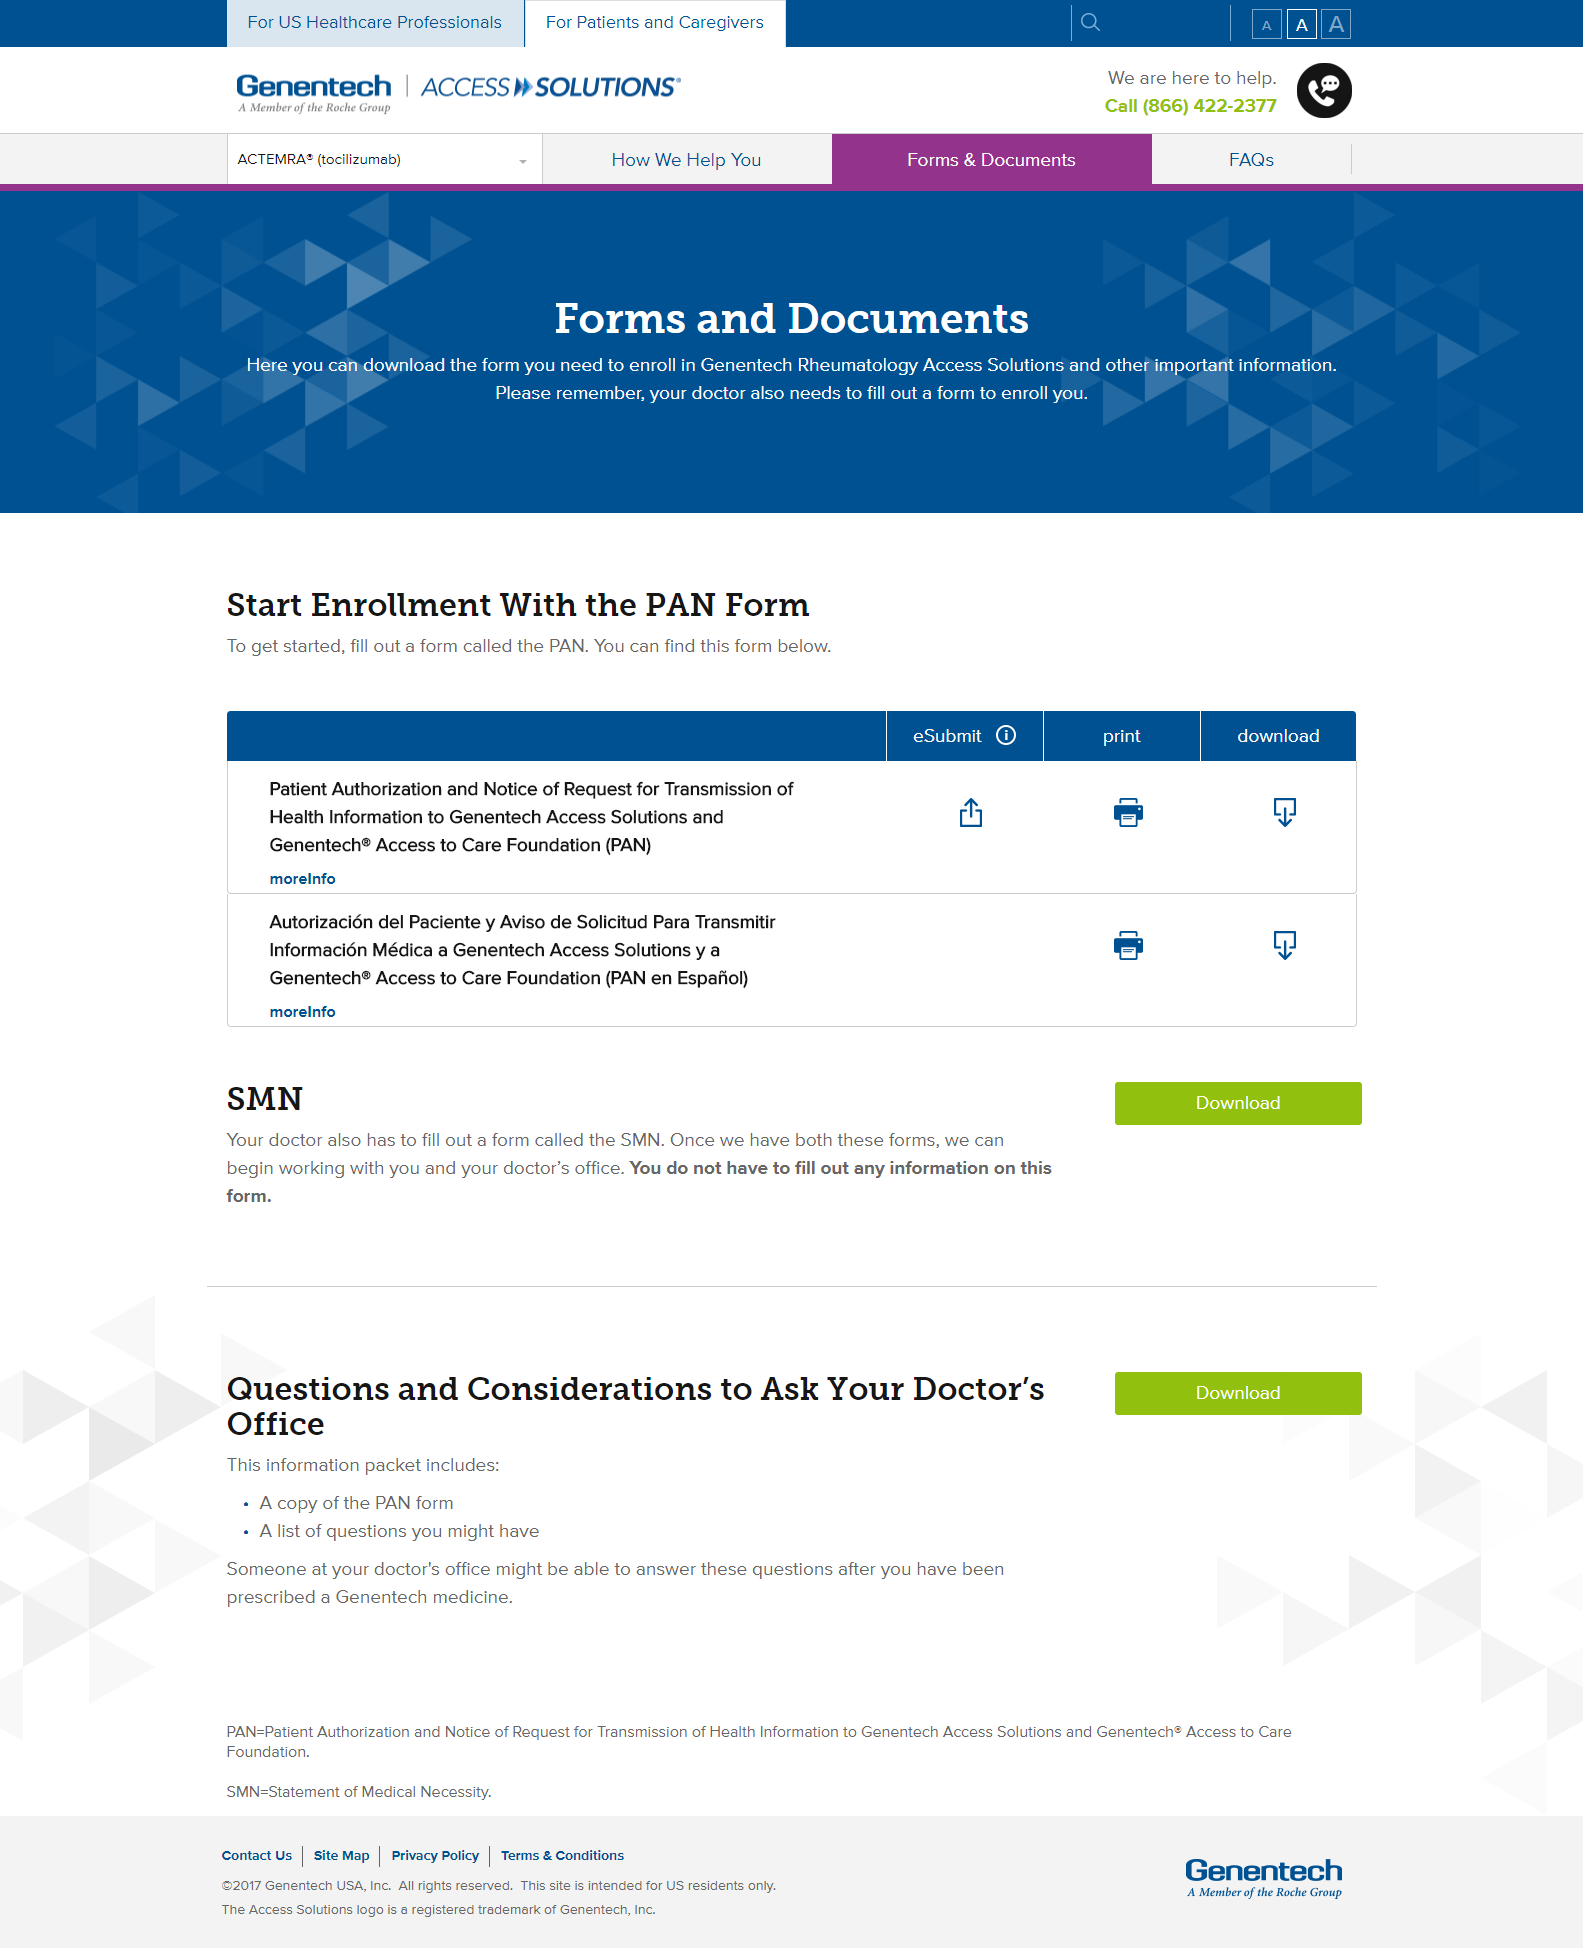 For US Healthcare Professionals
For Patients and Caregivers
A A A
Genentech
A Member of the Roche Group
ACCESS SOLUTIONS®
We are here to help.
Call (866) 422-2377
ACTEMRA® (tocilizumab)
How We Help You
Forms & Documents
FAQs
Forms and Documents
Here you can download the form you need to enroll in Genentech Rheumatology Access Solutions and other important information.
Please remember, your doctor also needs to fill out a form to enroll you.
Start Enrollment With the PAN Form
To get started, fill out a form called the PAN. You can find this form below.
eSubmit
print
download
Patient Authorization and Notice of Request for Transmission of
Health Information to Genentech Access Solutions and
Genentech® Access to Care Foundation (PAN)
moreInfo
Autorización del Paciente y Aviso de Solicitud Para Transmitir
Información Médica a Genentech Access Solutions y a
Genentech® Access to Care Foundation (PAN en Español)
moreInfo
SMN
Download
Your doctor also has to fill out a form called the SMN. Once we have both these forms, we can
begin working with you and your doctor’s office. You do not have to fill out any information on this
form.
Questions and Considerations to Ask Your Doctor’s
Office
Download
This information packet includes:
• A copy of the PAN form
• A list of questions you might have
Someone at your doctor's office might be able to answer these questions after you have been
prescribed a Genentech medicine.
PAN=Patient Authorization and Notice of Request for Transmission of Health Information to Genentech Access Solutions and Genentech® Access to Care
Foundation.
SMN=Statement of Medical Necessity.
Contact Us
Site Map
Privacy Policy
Terms & Conditions
©2017 Genentech USA, Inc. All rights reserved. This site is intended for US residents only.
The Access Solutions logo is a registered trademark of Genentech, Inc.
Genentech
A Member of the Roche Group